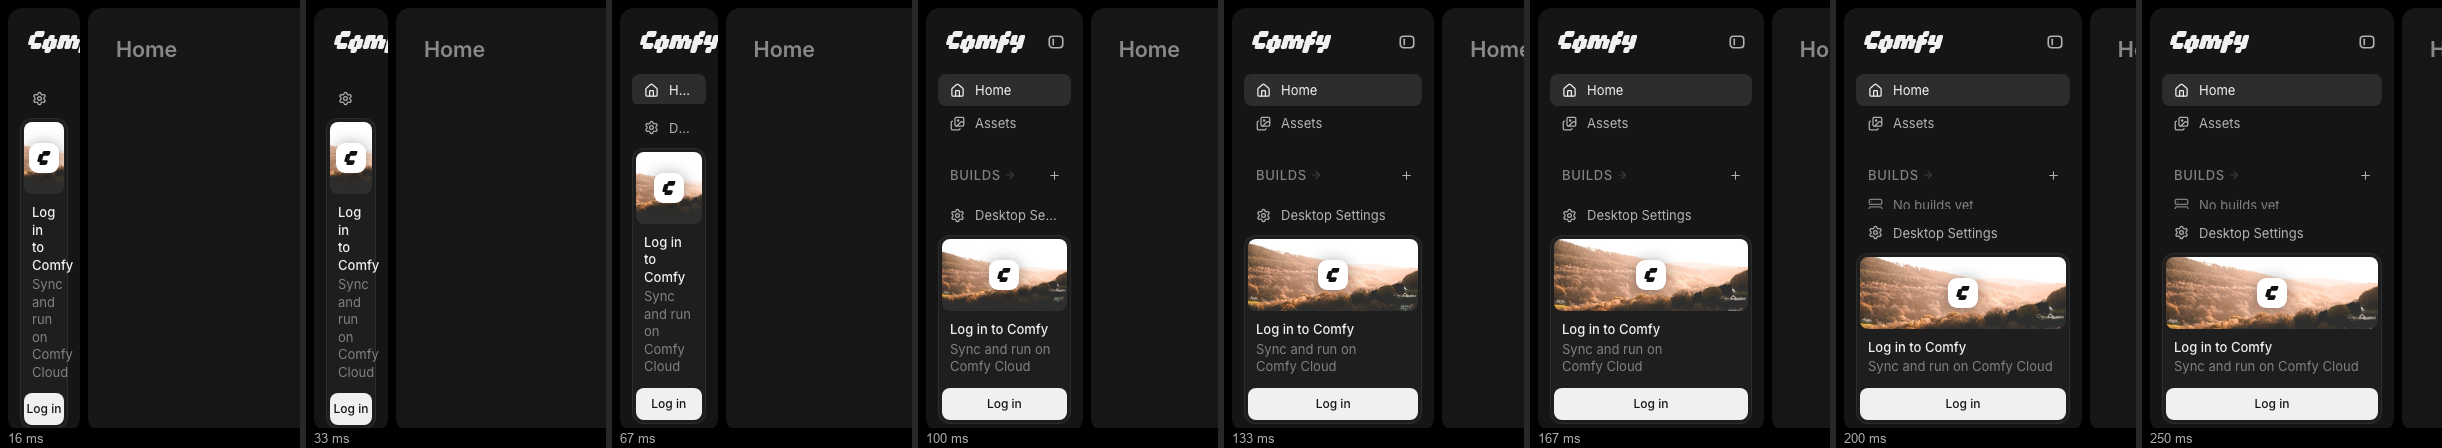 Com
Home
Log
in
to
Comfy
Sync
and
run
on
Comfy
Cloud
Log in
16 ms
Com
Home
Log
in
to
Comfy
Sync
and
run
on
Comfy
Cloud
Log in
33 ms
Comfy
Home
H...
D...
Log in
to
Comfy
Sync
and run
on
Comfy
Cloud
Log in
67 ms
Comfy
Home
Home
Assets
BUILDS →
Desktop Se...
Log in to Comfy
Sync and run on
Comfy Cloud
Log in
100 ms
Comfy
Home
Home
Assets
BUILDS →
Desktop Settings
Log in to Comfy
Sync and run on
Comfy Cloud
Log in
133 ms
Comfy
Ho
Home
Assets
BUILDS →
Desktop Settings
Log in to Comfy
Sync and run on
Comfy Cloud
Log in
167 ms
Comfy
H
Home
Assets
BUILDS →
No builds yet
Desktop Settings
Log in to Comfy
Sync and run on Comfy Cloud
Log in
200 ms
Comfy
Home
Assets
BUILDS →
No builds yet
Desktop Settings
Log in to Comfy
Sync and run on Comfy Cloud
Log in
250 ms